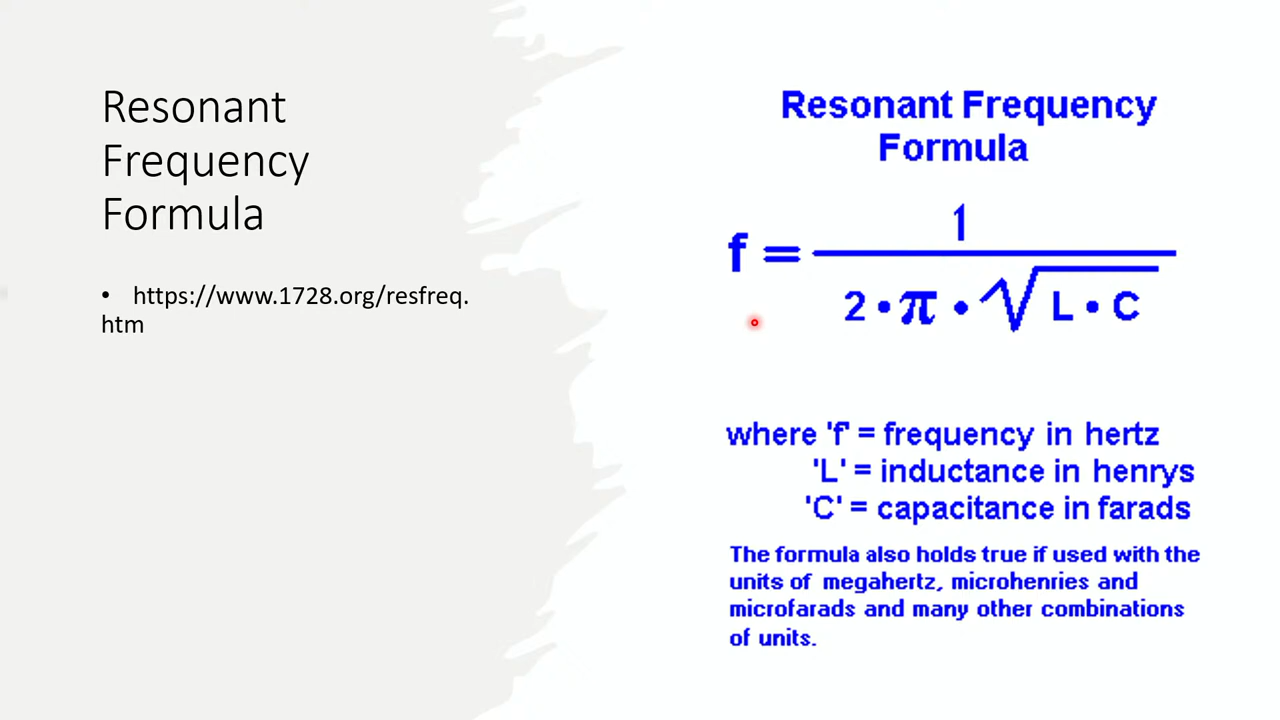 Resonant
Frequency
Formula
• https://www.1728.org/resfreq.
htm
Resonant Frequency
Formula
f = 1 / 2 • π • √ L • C
where 'f' = frequency in hertz
'L' = inductance in henrys
'C' = capacitance in farads
The formula also holds true if used with the
units of megahertz, microhenries and
microfarads and many other combinations
of units.